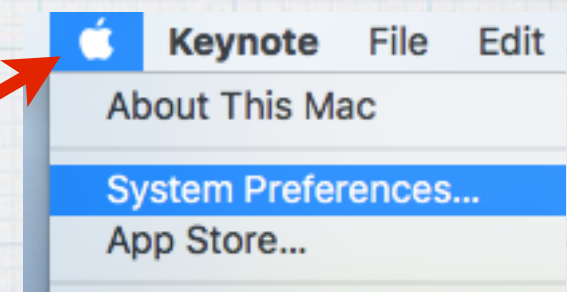 Keynote File Edit
About This Mac
System Preferences...
App Store...